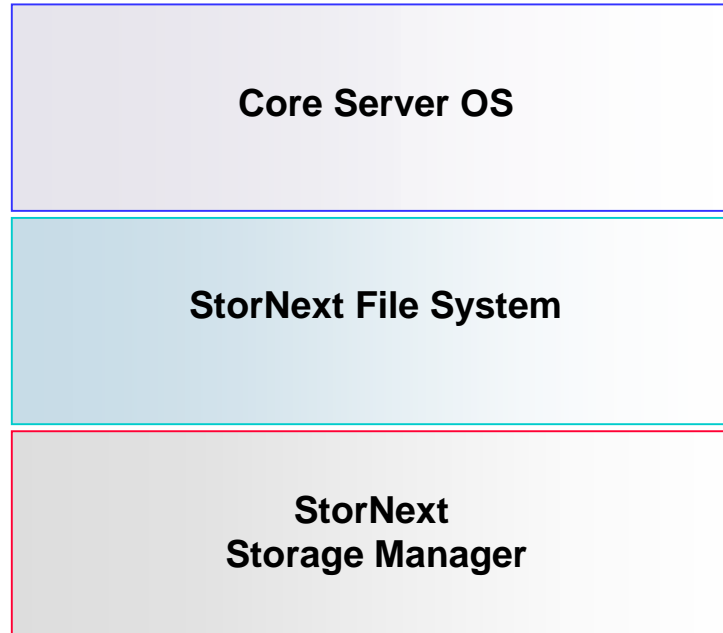 Core Server OS
StorNext File System
StorNext
Storage Manager